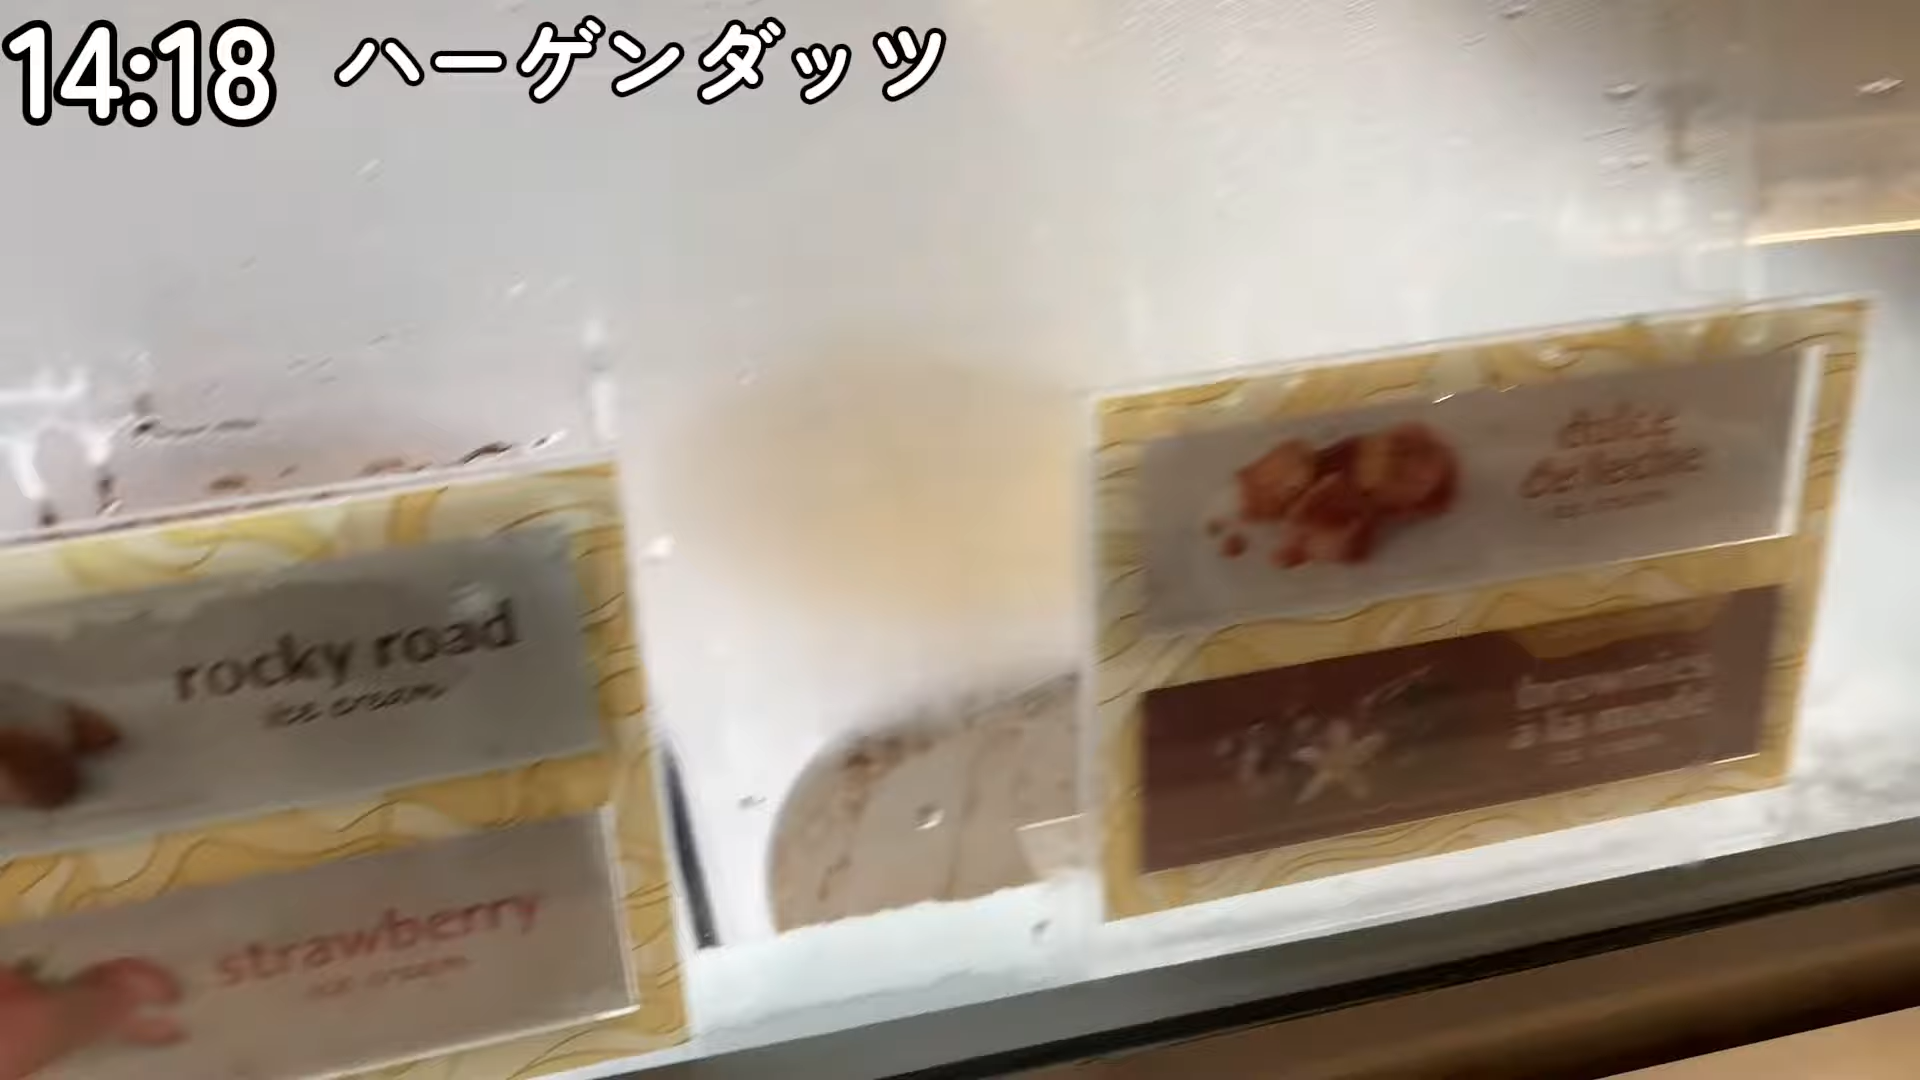 14:18 ハーゲンダッツ
rocky road
ice cream
strawberry
ice cream
dulce
de leche
ice cream
brownies
à la mode
ice cream